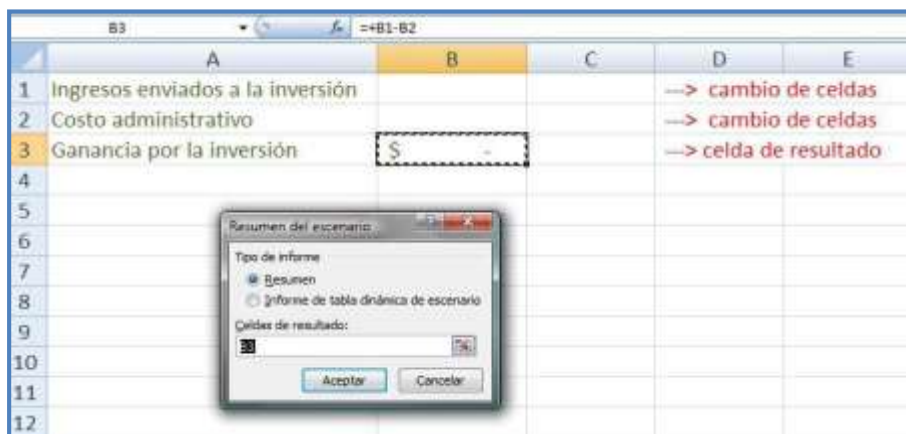 B3 fx =+B1-B2
A B C D E
1 Ingresos enviados a la inversión ---> cambio de celdas
2 Costo administrativo ---> cambio de celdas
3 Ganancia por la inversión $ - ---> celda de resultado
4
5
6
7
8
9
10
11
12
Resumen del escenario
Tipo de informe
Resumen
Informe de tabla dinámica de escenario
Celdas de resultado:
B3
Aceptar Cancelar